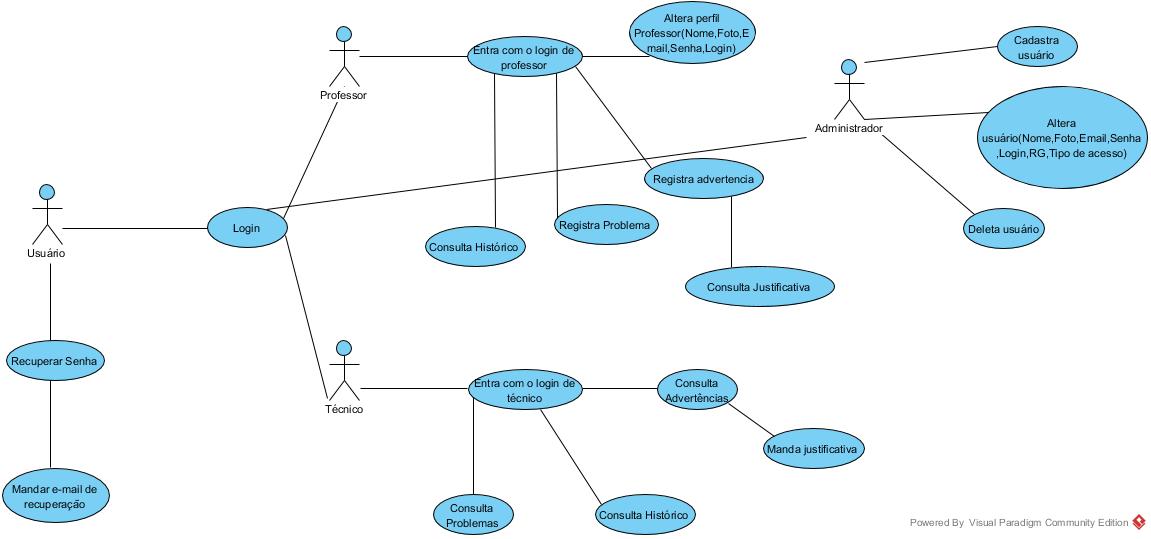 Altera perfil
Professor(Nome,Foto,E
mail,Senha,Login)
Entra com o login de
professor
Professor
Cadastra
usuário
Administrador
Altera
usuário(Nome,Foto,Email,Senha
,Login,RG,Tipo de acesso)
Registra advertencia
Usuário
Login
Consulta Histórico
Registra Problema
Deleta usuário
Consulta Justificativa
Recuperar Senha
Técnico
Entra com o login de
técnico
Consulta
Advertências
Manda justificativa
Mandar e-mail de
recuperação
Consulta
Problemas
Consulta Histórico
Powered By Visual Paradigm Community Edition